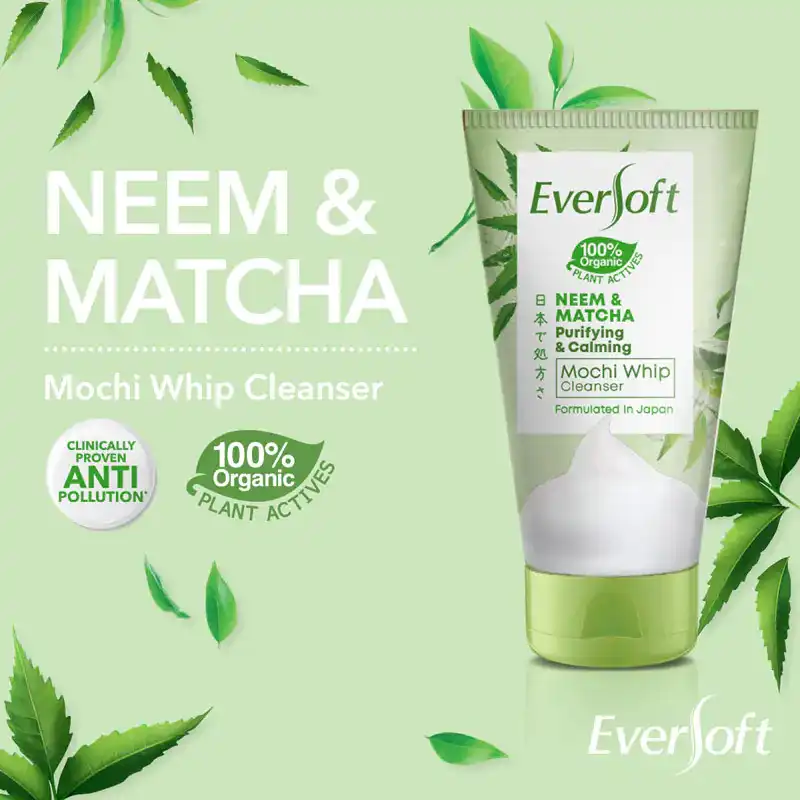 NEEM &
MATCHA
Mochi Whip Cleanser
CLINICALLY
PROVEN
ANTI
POLLUTION*
100%
Organic
PLANT ACTIVES
EverSoft
100%
Organic
PLANT ACTIVES
日本で処方さ
NEEM &
MATCHA
Purifying
& Calming
Mochi Whip
Cleanser
Formulated in Japan
EverSoft